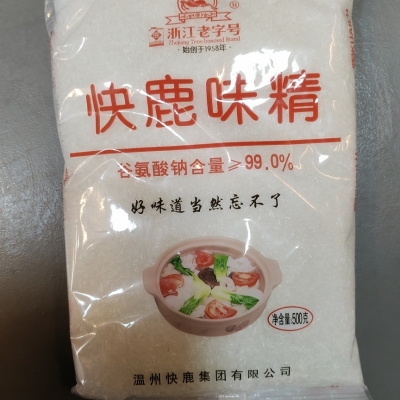 ®
浙江老字号
Zhejiang Time-honored Brand
·始创于1958年·
快鹿味精
谷氨酸钠含量≥99.0%
好味道当然忘不了
净含量:500克
温州快鹿集团有限公司